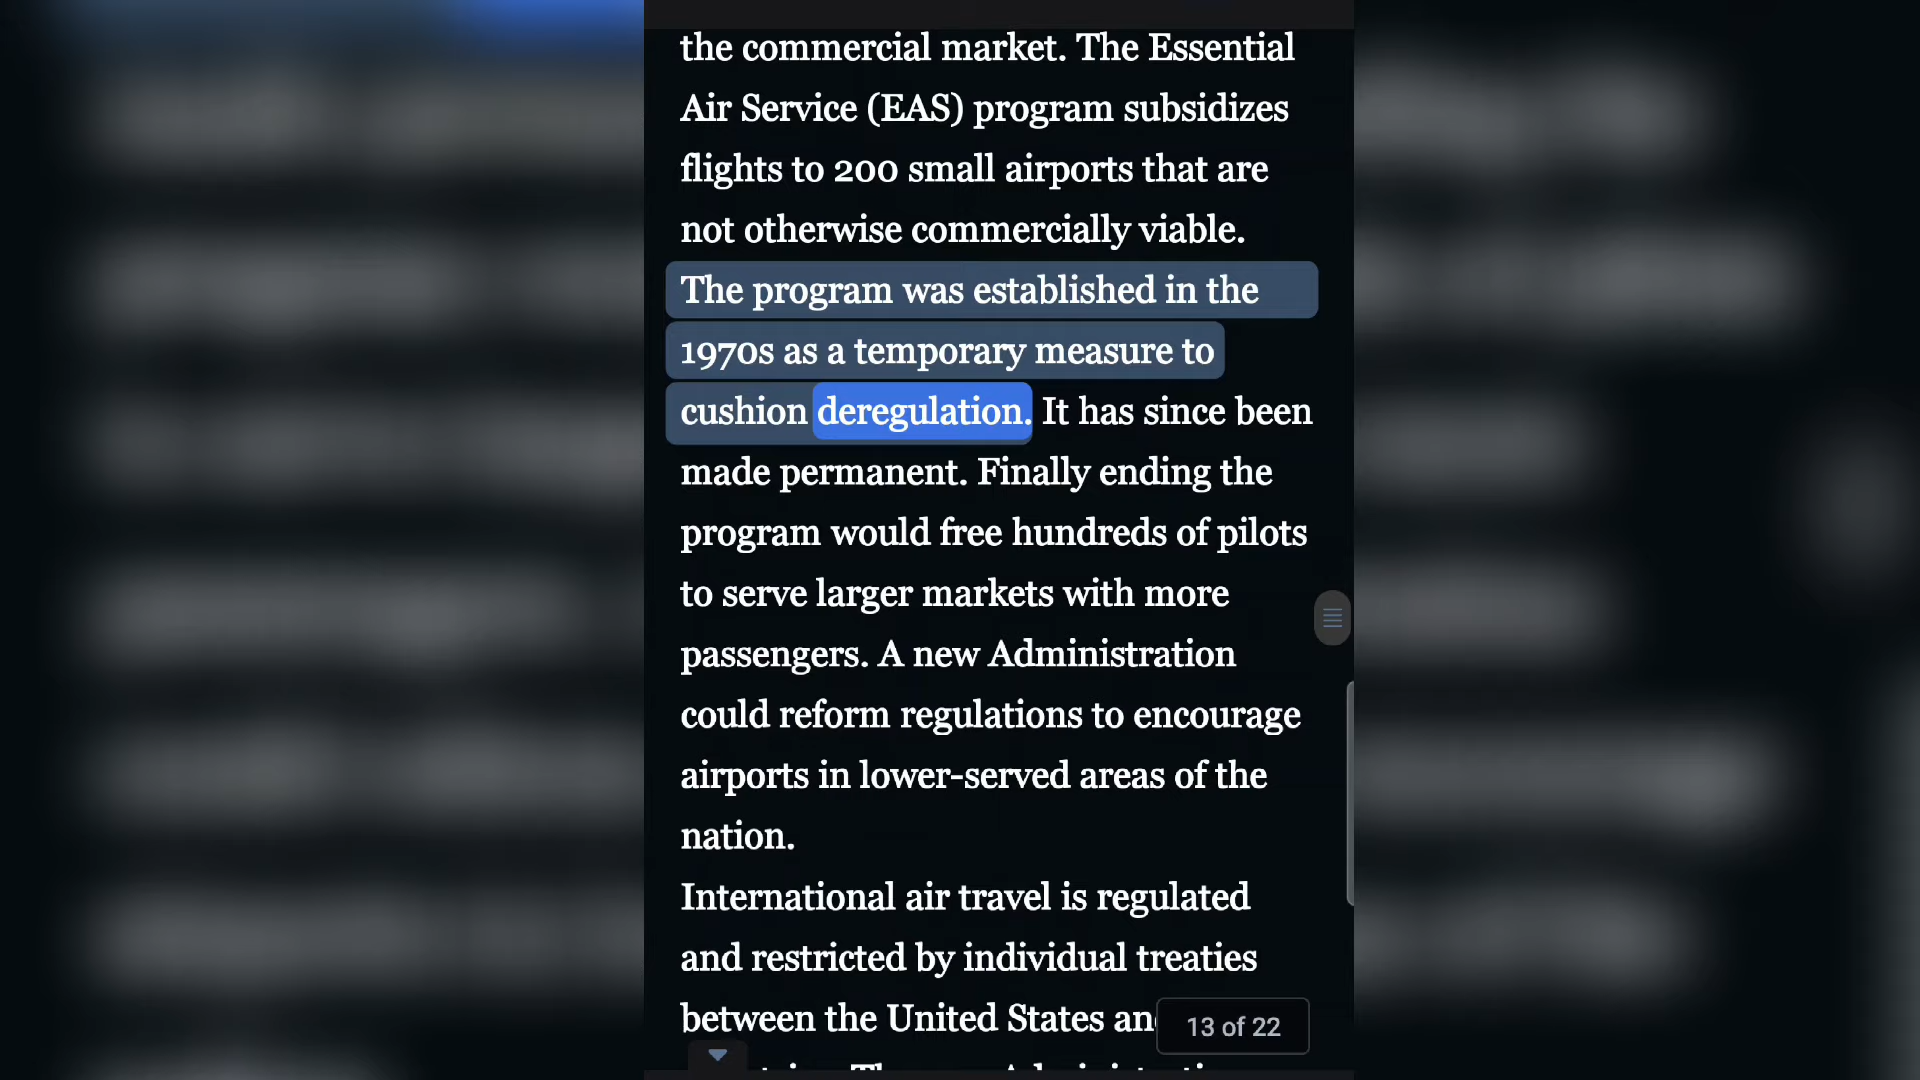 the commercial market. The Essential
Air Service (EAS) program subsidizes
flights to 200 small airports that are
not otherwise commercially viable.
The program was established in the
1970s as a temporary measure to
cushion deregulation. It has since been
made permanent. Finally ending the
program would free hundreds of pilots
to serve larger markets with more
passengers. A new Administration
could reform regulations to encourage
airports in lower-served areas of the
nation.
International air travel is regulated
and restricted by individual treaties
between the United States
13 of 22